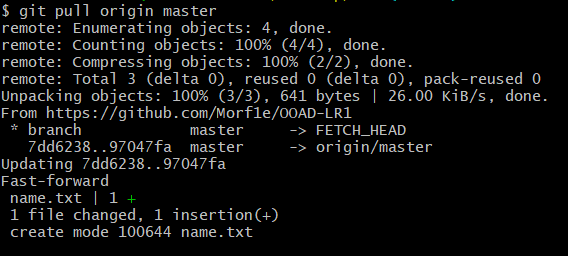 $ git pull origin master
remote: Enumerating objects: 4, done.
remote: Counting objects: 100% (4/4), done.
remote: Compressing objects: 100% (2/2), done.
remote: Total 3 (delta 0), reused 0 (delta 0), pack-reused 0
Unpacking objects: 100% (3/3), 641 bytes | 26.00 KiB/s, done.
From https://github.com/Morf1e/OOAD-LR1
 * branch            master     -> FETCH_HEAD
   7dd6238..97047fa  master     -> origin/master
Updating 7dd6238..97047fa
Fast-forward
 name.txt | 1 +
 1 file changed, 1 insertion(+)
 create mode 100644 name.txt